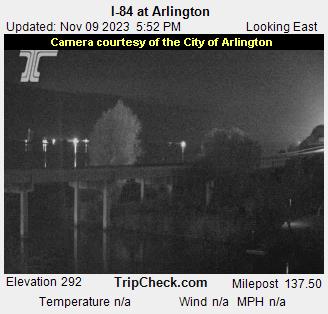 I-84 at Arlington
Updated: Nov 09 2023 5:52 PM Looking East
Camera courtesy of the City of Arlington
Elevation 292 TripCheck.com Milepost 137.50
Temperature n/a Wind n/a MPH n/a